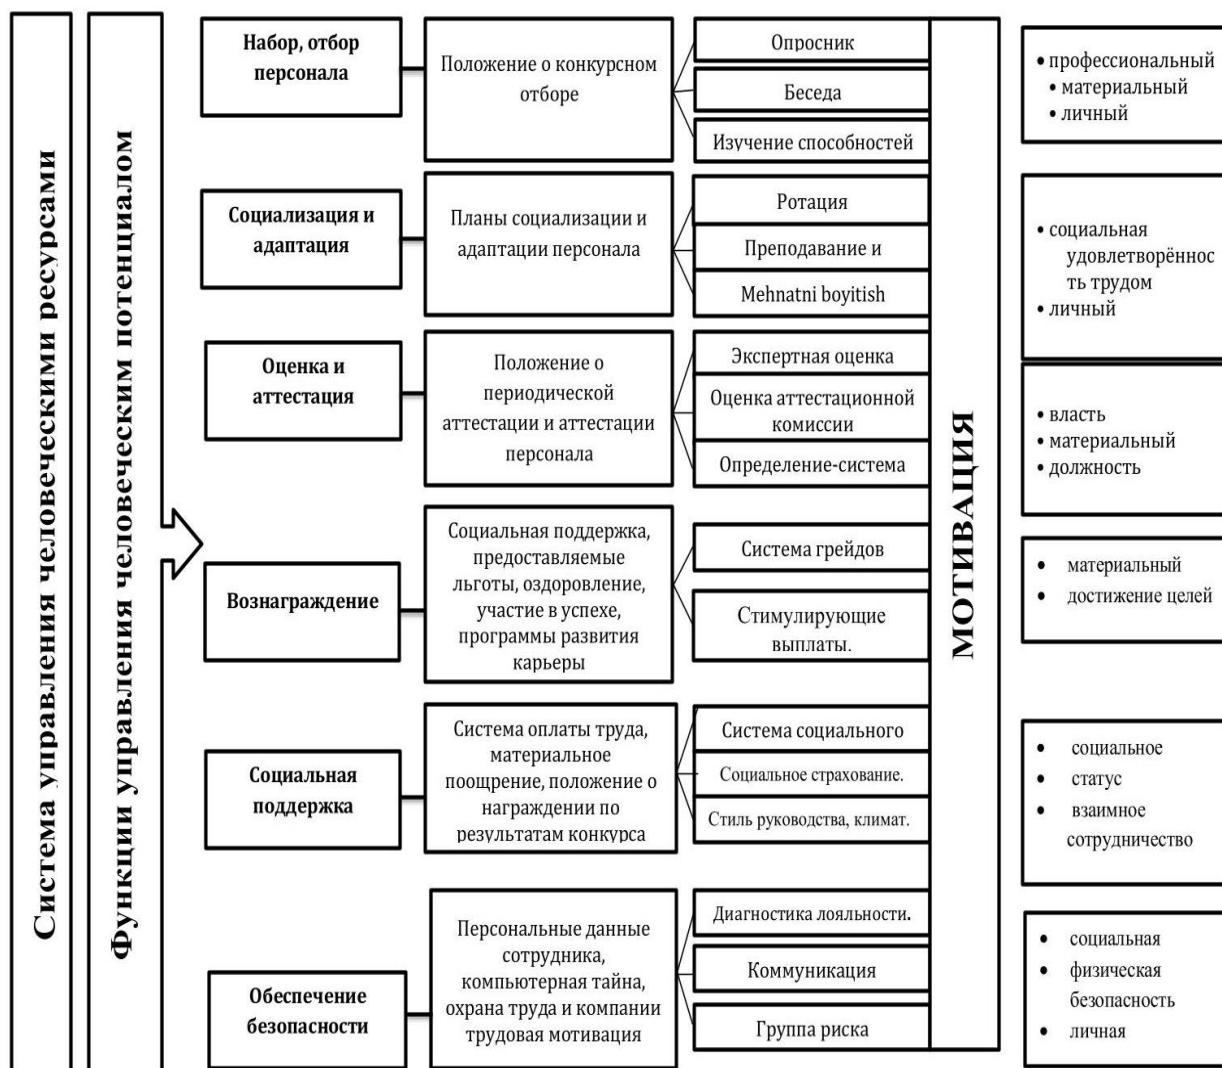 Система управления человеческими ресурсами
Функции управления человеческим потенциалом
Набор, отбор
персонала
Положение о конкурсном
отборе
Опросник
Беседа
Изучение способностей
• профессиональный
• материальный
• личный
Социализация и
адаптация
Планы социализации и
адаптации персонала
Ротация
Преподавание и
Mehnatni boyitish
• социальная
удовлетворённос
ть трудом
• личный
Оценка и
аттестация
Положение о
периодической
аттестации и аттестации
персонала
Экспертная оценка
Оценка аттестационной
комиссии
Определение-система
• власть
• материальный
• должность
Вознаграждение
Социальная поддержка,
предоставляемые
льготы, оздоровление,
участие в успехе,
программы развития
карьеры
Система грейдов
Стимулирующие
выплаты.
• материальный
• достижение целей
Социальная
поддержка
Система оплаты труда,
материальное
поощрение, положение о
награждении по
результатам конкурса
Система социального
Социальное страхование.
Стиль руководства, климат.
• социальное
• статус
• взаимное
сотрудничество
Обеспечение
безопасности
Персональные данные
сотрудника,
компьютерная тайна,
охрана труда и компании
трудовая мотивация
Диагностика лояльности.
Коммуникация
Группа риска
• социальная
• физическая
безопасность
• личная
МОТИВАЦИЯ